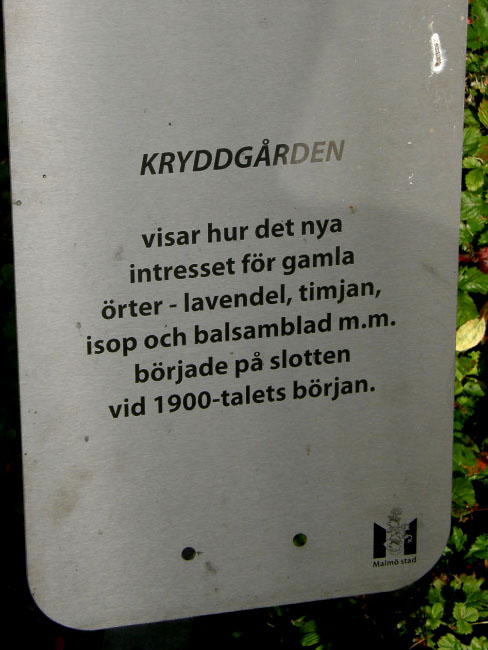 KRYDDGÅRDEN
visar hur det nya
intresset för gamla
örter - lavendel, timjan,
isop och balsamblad m.m.
började på slotten
vid 1900-talets början.
Malmö stad